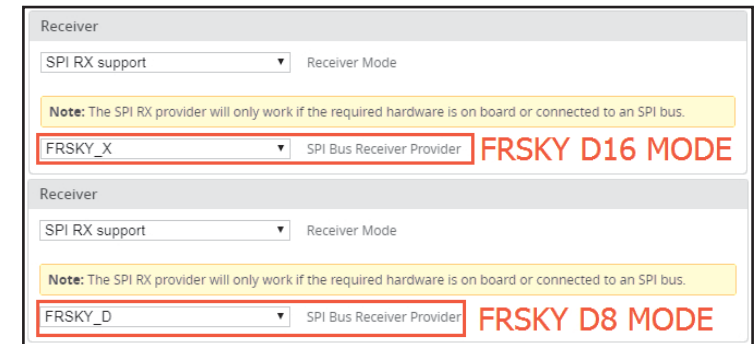 Receiver
SPI RX support Receiver Mode
Note: The SPI RX provider will only work if the required hardware is on board or connected to an SPI bus.
FRSKY_X SPI Bus Receiver Provider FRSKY D16 MODE
Receiver
SPI RX support Receiver Mode
Note: The SPI RX provider will only work if the required hardware is on board or connected to an SPI bus.
FRSKY_D SPI Bus Receiver Provider FRSKY D8 MODE